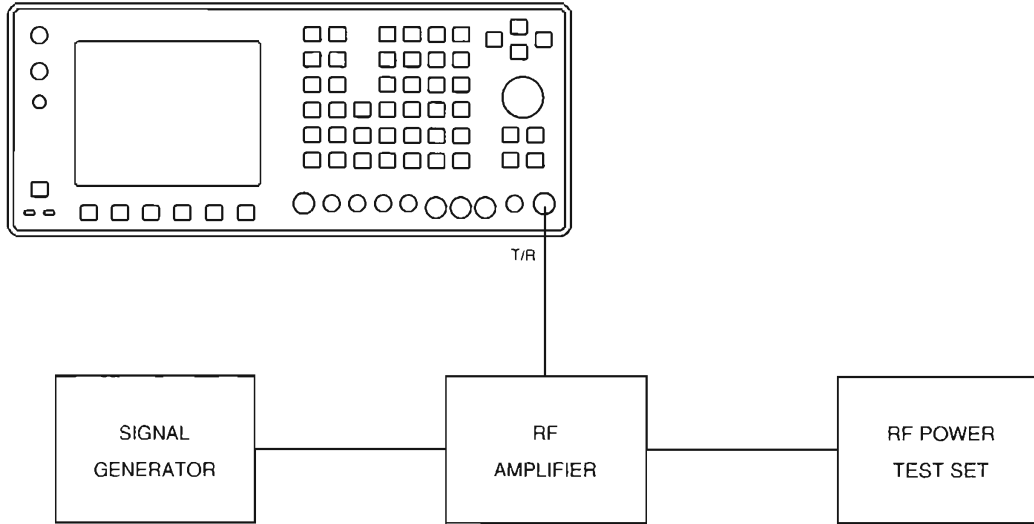 T/R
SIGNAL
GENERATOR
RF
AMPLIFIER
RF POWER
TEST SET